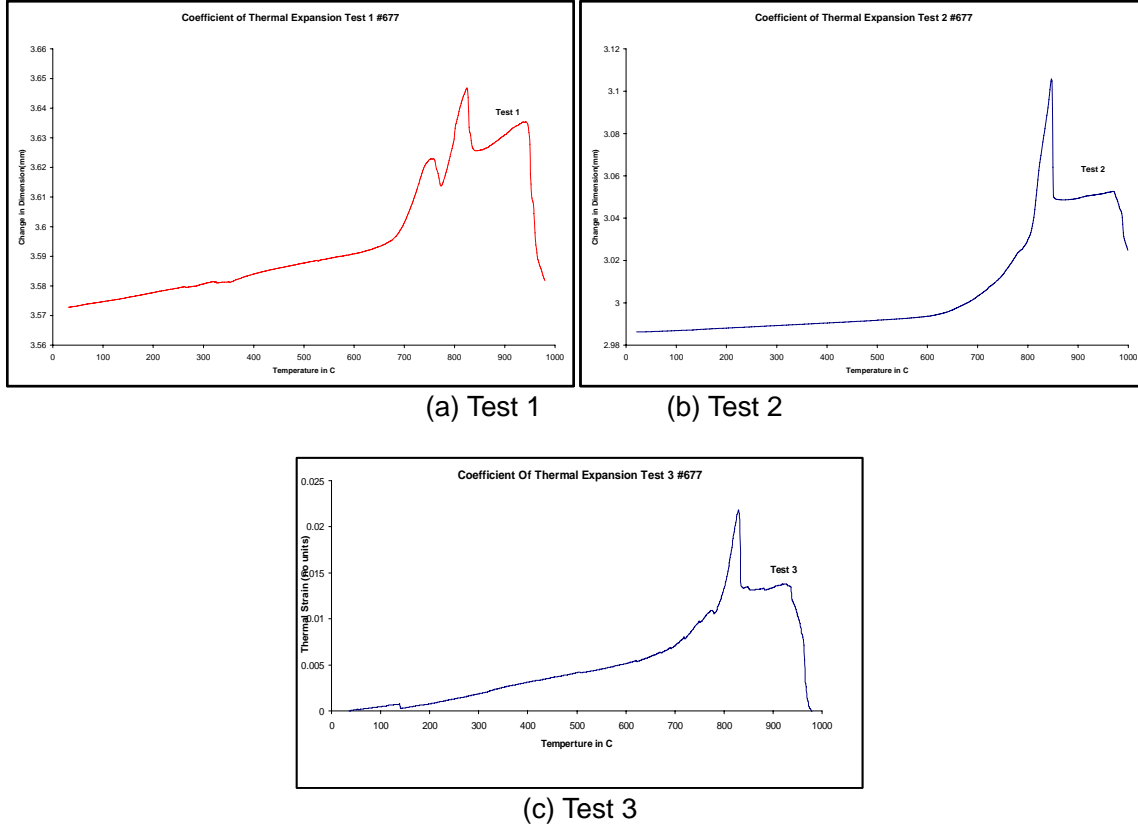 Coefficient of Thermal Expansion Test 1 #677
3.66
3.65
3.64
3.63
3.62
3.61
3.6
3.59
3.58
3.57
3.56
Change in Dimension(mm)
Test 1
0 100 200 300 400 500 600 700 800 900 1000
Temperature in C
Coefficient of Thermal Expansion Test 2 #677
3.12
3.1
3.08
3.06
3.04
3.02
3
2.98
Change in Dimension(mm)
Test 2
0 100 200 300 400 500 600 700 800 900 1000
Temperature in C
(a) Test 1
(b) Test 2
Coefficient Of Thermal Expansion Test 3 #677
0.025
0.02
0.015
0.01
0.005
0
Thermal Strain (no units)
Test 3
0 100 200 300 400 500 600 700 800 900 1000
Temperture in C
(c) Test 3